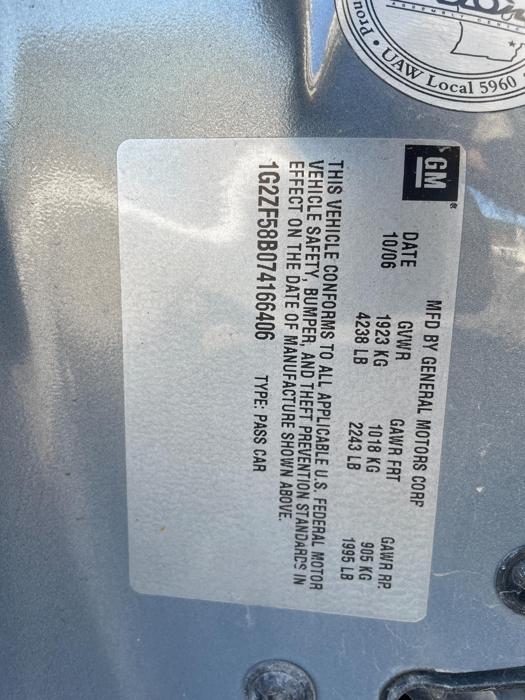 ASSEMBLY CENTER
UAW Local 5960
GM
MFD BY GENERAL MOTORS CORP
DATE GVWR GAWR FRT GAWR RR
10/06 1923 KG 1018 KG 905 KG
4238 LB 2243 LB 1995 LB
THIS VEHICLE CONFORMS TO ALL APPLICABLE U.S. FEDERAL MOTOR
VEHICLE SAFETY, BUMPER, AND THEFT PREVENTION STANDARDS IN
EFFECT ON THE DATE OF MANUFACTURE SHOWN ABOVE.
1G2ZF58B074166406 TYPE: PASS CAR